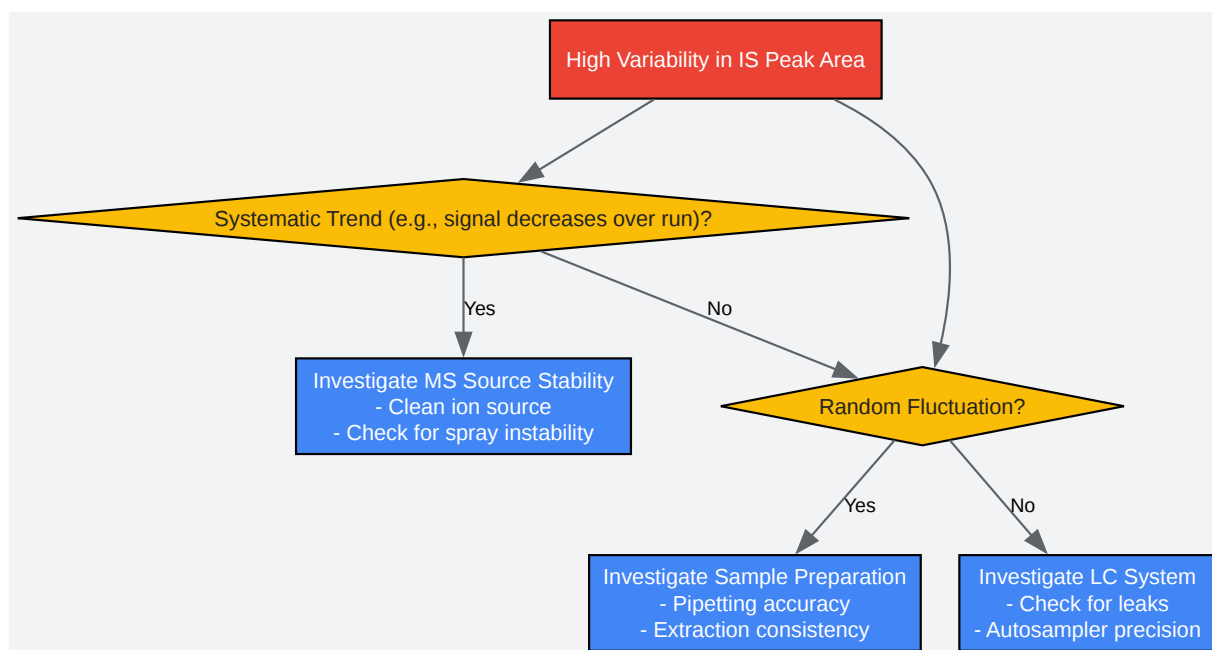 High Variability in IS Peak Area
Systematic Trend (e.g., signal decreases over run)?
Yes
No
Investigate MS Source Stability
- Clean ion source
- Check for spray instability
Random Fluctuation?
Yes
No
Investigate Sample Preparation
- Pipetting accuracy
- Extraction consistency
Investigate LC System
- Check for leaks
- Autosampler precision